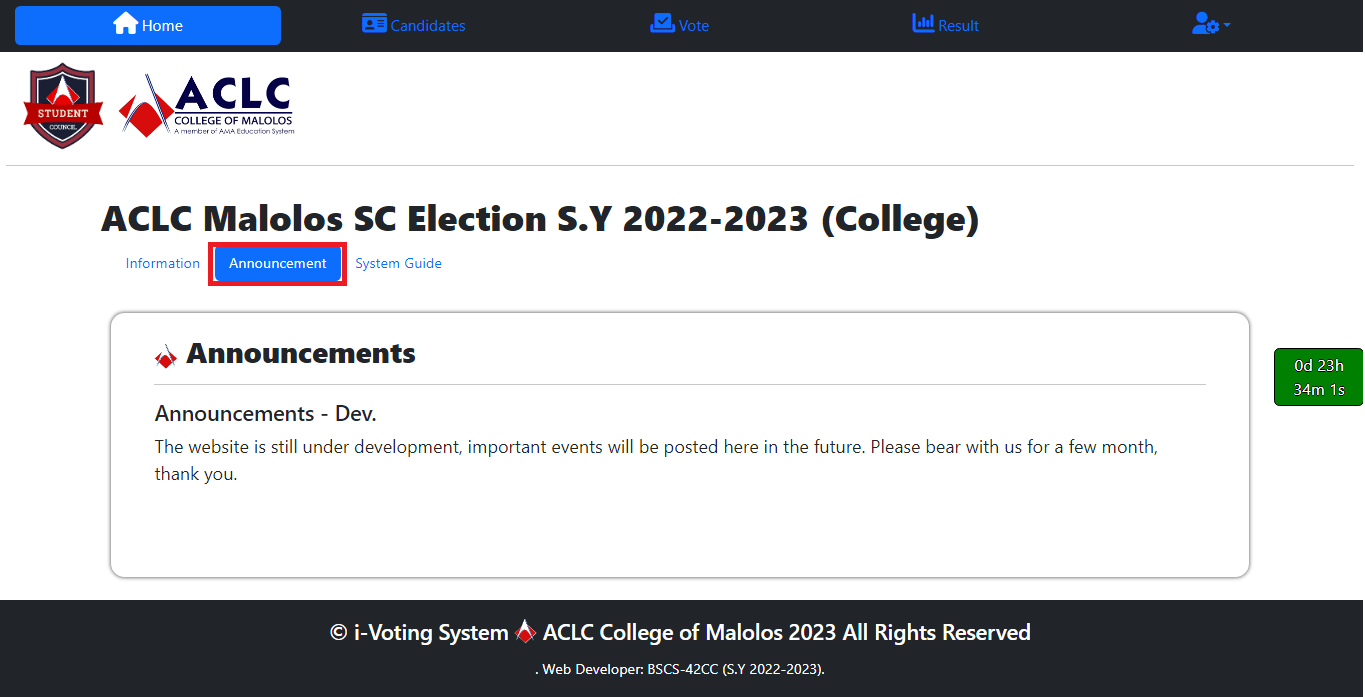 Home
Candidates
Vote
Result
STUDENT
COUNCIL
ACLC
COLLEGE OF MALOLOS
A member of AMA Education System
ACLC Malolos SC Election S.Y 2022-2023 (College)
Information
Announcement
System Guide
Announcements
Announcements - Dev.
The website is still under development, important events will be posted here in the future. Please bear with us for a few month,
thank you.
0d 23h
34m 1s
© i-Voting System ACLC College of Malolos 2023 All Rights Reserved
. Web Developer: BSCS-42CC (S.Y 2022-2023).